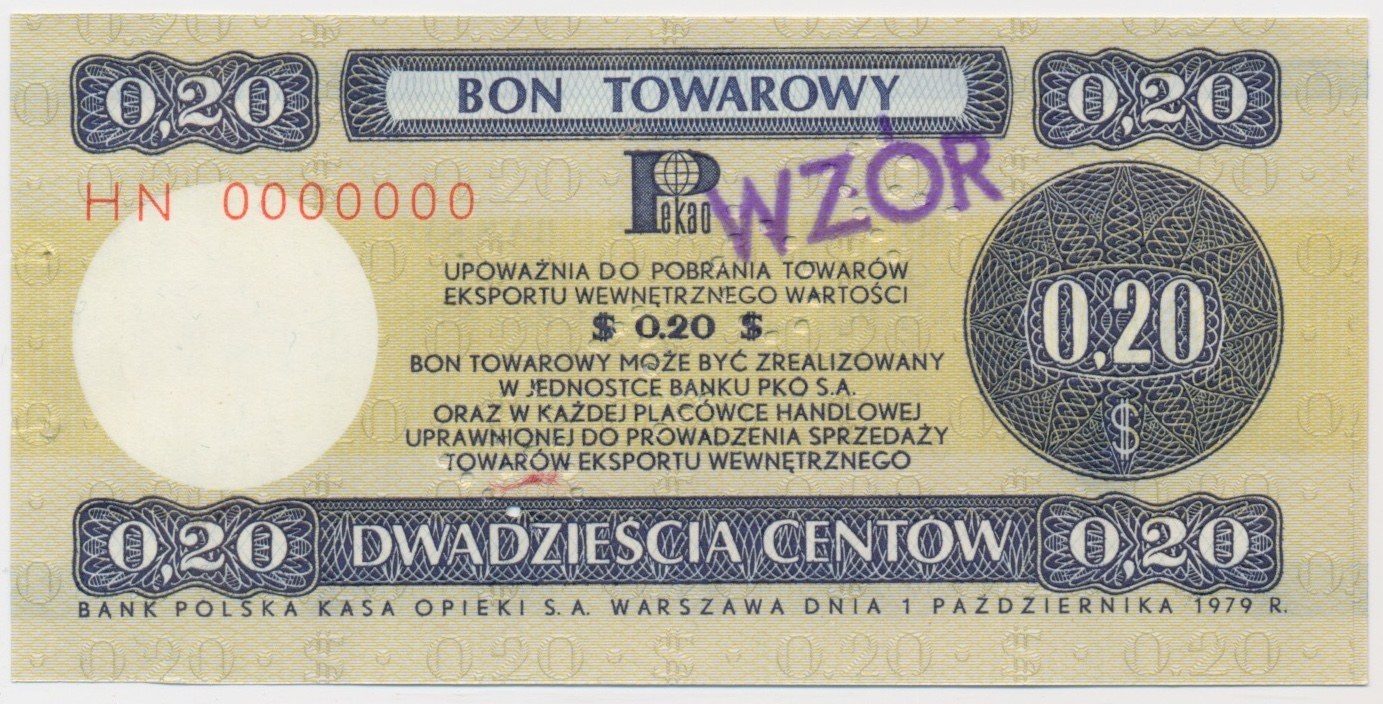 0,20 BON TOWAROWY 0,20
HN 0000000
Pekao
WZÓR
UPOWAŻNIA DO POBRANIA TOWARÓW
EKSPORTU WEWNĘTRZNEGO WARTOŚCI
$ 0.20 $
BON TOWAROWY MOŻE BYĆ ZREALIZOWANY
W JEDNOSTCE BANKU PKO S.A.
ORAZ W KAŻDEJ PLACÓWCE HANDLOWEJ
UPRAWNIONEJ DO PROWADZENIA SPRZEDAŻY
TOWARÓW EKSPORTU WEWNĘTRZNEGO
0,20
$
0,20 DWADZIEŚCIA CENTÓW 0,20
BANK POLSKA KASA OPIEKI S.A. WARSZAWA DNIA 1 PAŹDZIERNIKA 1979 R.